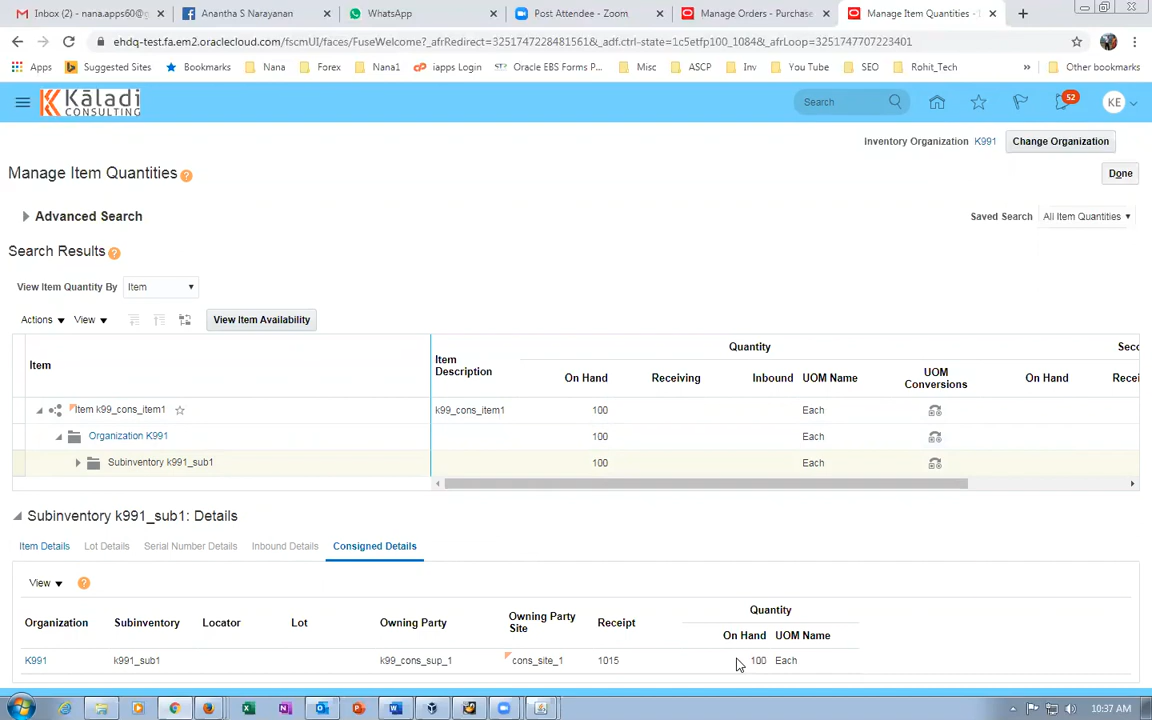 Inbox (2) - nana.apps60@g
Anantha S Narayanan
WhatsApp
Post Attendee - Zoom
Manage Orders - Purchase
Manage Item Quantities -
ehdq-test.fa.em2.oraclecloud.com/fscmUI/faces/FuseWelcome?_afrRedirect=3251747228481561&_adf.ctrl-state=1c5etfp100_1084&_afrLoop=3251747707223401
Apps Suggested Sites Bookmarks Nana Forex Nana1 iapps Login Oracle EBS Forms P... Misc ASCP Inv You Tube SEO Rohit_Tech » Other bookmarks
Kāladi
CONSULTING
Search
52
KE
Inventory Organization K991 Change Organization
Manage Item Quantities ?
Done
Advanced Search
Saved Search All Item Quantities
Search Results ?
View Item Quantity By Item
Actions View View Item Availability
Item
Item Description
Quantity
Seco
On Hand Receiving Inbound UOM Name UOM Conversions On Hand Recei
Item k99_cons_item1 k99_cons_item1 100 Each
Organization K991 100 Each
Subinventory k991_sub1 100 Each
Subinventory k991_sub1: Details
Item Details Lot Details Serial Number Details Inbound Details Consigned Details
View ?
Organization Subinventory Locator Lot Owning Party Owning Party Site Receipt
Quantity
On Hand UOM Name
K991 k991_sub1 k99_cons_sup_1 cons_site_1 1015 100 Each
10:37 AM